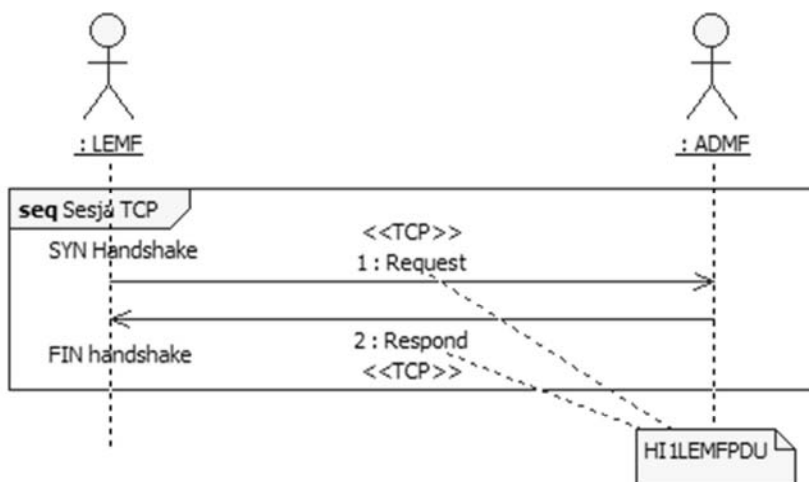 : LEMF
: ADMF
seq Sesja TCP
SYN Handshake
<<TCP>>
1 : Request
2 : Respond
FIN handshake
<<TCP>>
HI1LEMFPDU